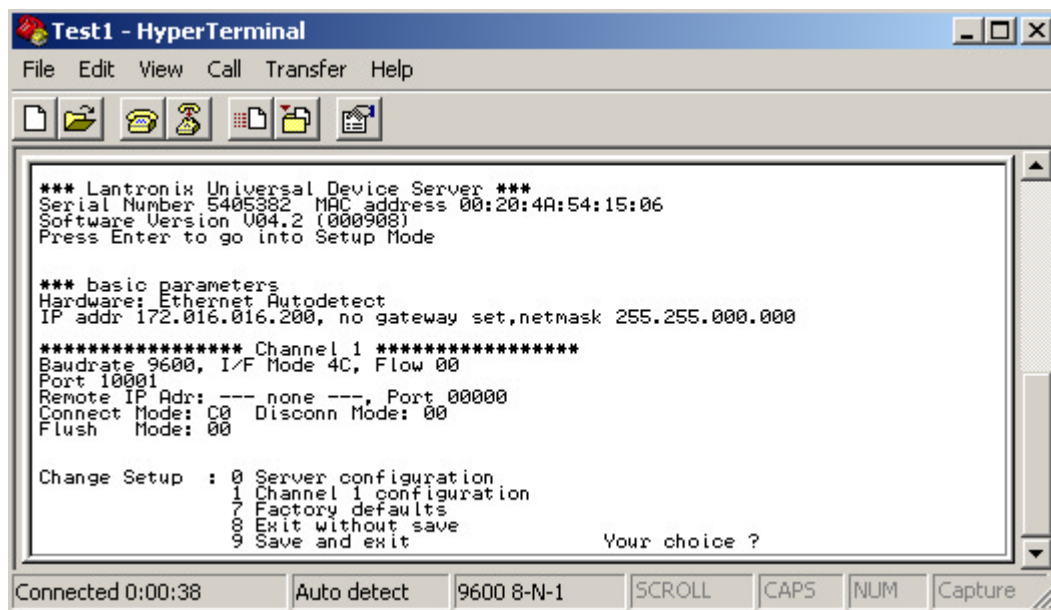 Test1 - HyperTerminal
File Edit View Call Transfer Help
*** Lantronix Universal Device Server ***
Serial Number 5405382  MAC address 00:20:4A:54:15:06
Software Version V04.2 (000908)
Press Enter to go into Setup Mode
*** basic parameters
Hardware: Ethernet Autodetect
IP addr 172.016.016.200, no gateway set,netmask 255.255.000.000
***************** Channel 1 *****************
Baudrate 9600, I/F Mode 4C, Flow 00
Port 10001
Remote IP Adr: --- none ---, Port 00000
Connect Mode: C0  Disconn Mode: 00
Flush   Mode: 00
Change Setup  : 0 Server configuration
1 Channel 1 configuration
7 Factory defaults
8 Exit without save
9 Save and exit                Your choice ?
Connected 0:00:38 Auto detect 9600 8-N-1 SCROLL CAPS NUM Capture